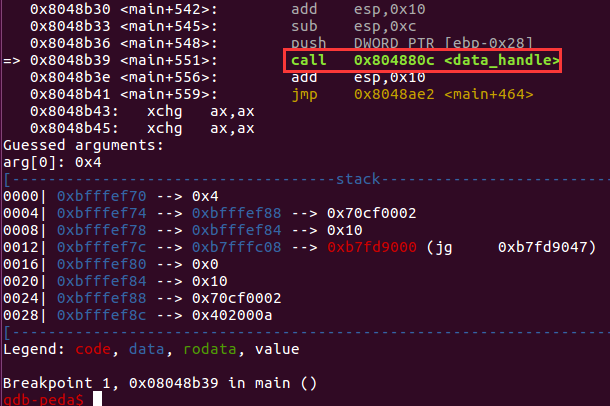 0x8048b30 <main+542>: add esp,0x10
0x8048b33 <main+545>: sub esp,0xc
0x8048b36 <main+548>: push DWORD PTR [ebp-0x28]
=> 0x8048b39 <main+551>: call 0x804880c <data_handle>
0x8048b3e <main+556>: add esp,0x10
0x8048b41 <main+559>: jmp 0x8048ae2 <main+464>
0x8048b43: xchg ax,ax
0x8048b45: xchg ax,ax
Guessed arguments:
arg[0]: 0x4
[------------------------------------stack-------------------------
0000| 0xbfffef70 --> 0x4
0004| 0xbfffef74 --> 0xbfffef88 --> 0x70cf0002
0008| 0xbfffef78 --> 0xbfffef84 --> 0x10
0012| 0xbfffef7c --> 0xb7fffc08 --> 0xb7fd9000 (jg 0xb7fd9047)
0016| 0xbfffef80 --> 0x0
0020| 0xbfffef84 --> 0x10
0024| 0xbfffef88 --> 0x70cf0002
0028| 0xbfffef8c --> 0x402000a
[------------------------------------------------------------------
Legend: code, data, rodata, value
Breakpoint 1, 0x08048b39 in main ()
gdb-peda$